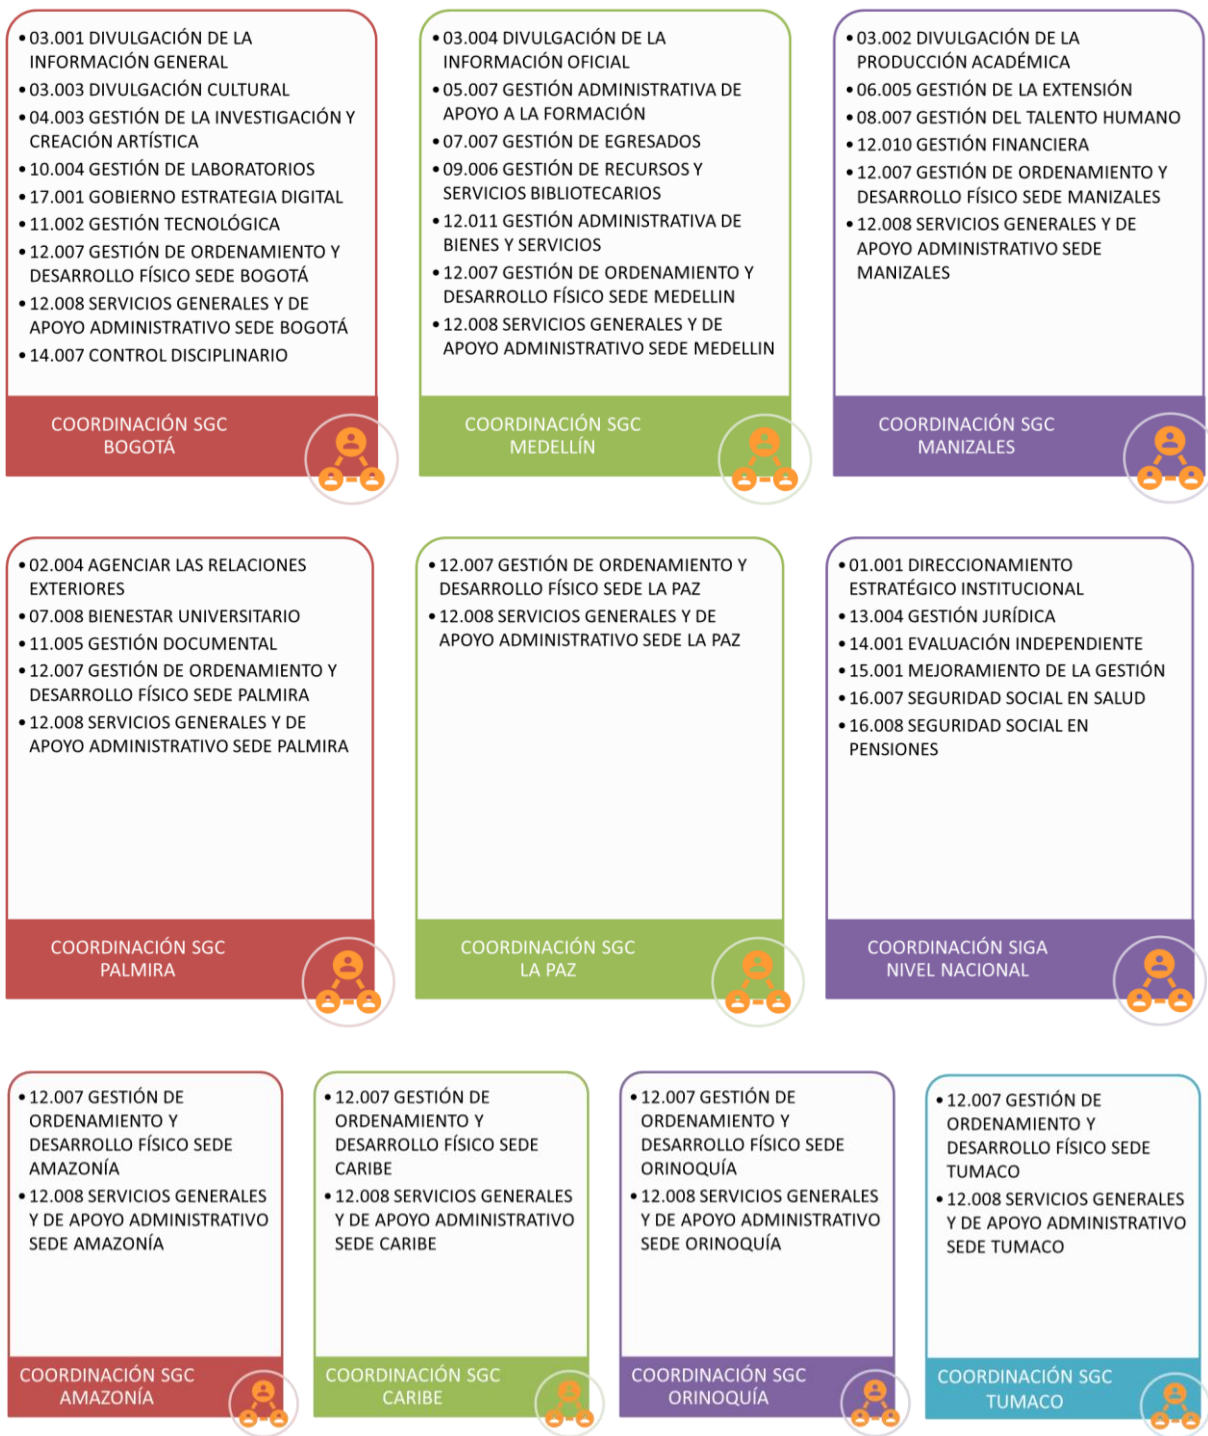 • 03.001 DIVULGACIÓN DE LA
INFORMACIÓN GENERAL
• 03.003 DIVULGACIÓN CULTURAL
• 04.003 GESTIÓN DE LA INVESTIGACIÓN Y
CREACIÓN ARTÍSTICA
• 10.004 GESTIÓN DE LABORATORIOS
• 17.001 GOBIERNO ESTRATEGIA DIGITAL
• 11.002 GESTIÓN TECNOLÓGICA
• 12.007 GESTIÓN DE ORDENAMIENTO Y
DESARROLLO FÍSICO SEDE BOGOTÁ
• 12.008 SERVICIOS GENERALES Y DE
APOYO ADMINISTRATIVO SEDE BOGOTÁ
• 14.007 CONTROL DISCIPLINARIO
COORDINACIÓN SGC
BOGOTÁ
• 03.004 DIVULGACIÓN DE LA
INFORMACIÓN OFICIAL
• 05.007 GESTIÓN ADMINISTRATIVA DE
APOYO A LA FORMACIÓN
• 07.007 GESTIÓN DE EGRESADOS
• 09.006 GESTIÓN DE RECURSOS Y
SERVICIOS BIBLIOTECARIOS
• 12.011 GESTIÓN ADMINISTRATIVA DE
BIENES Y SERVICIOS
• 12.007 GESTIÓN DE ORDENAMIENTO Y
DESARROLLO FÍSICO SEDE MEDELLIN
• 12.008 SERVICIOS GENERALES Y DE
APOYO ADMINISTRATIVO SEDE MEDELLIN
COORDINACIÓN SGC
MEDELLÍN
• 03.002 DIVULGACIÓN DE LA
PRODUCCIÓN ACADÉMICA
• 06.005 GESTIÓN DE LA EXTENSIÓN
• 08.007 GESTIÓN DEL TALENTO HUMANO
• 12.010 GESTIÓN FINANCIERA
• 12.007 GESTIÓN DE ORDENAMIENTO Y
DESARROLLO FÍSICO SEDE MANIZALES
• 12.008 SERVICIOS GENERALES Y DE
APOYO ADMINISTRATIVO SEDE
MANIZALES
COORDINACIÓN SGC
MANIZALES
• 02.004 AGENCIAR LAS RELACIONES
EXTERIORES
• 07.008 BIENESTAR UNIVERSITARIO
• 11.005 GESTIÓN DOCUMENTAL
• 12.007 GESTIÓN DE ORDENAMIENTO Y
DESARROLLO FÍSICO SEDE PALMIRA
• 12.008 SERVICIOS GENERALES Y DE
APOYO ADMINISTRATIVO SEDE PALMIRA
COORDINACIÓN SGC
PALMIRA
• 12.007 GESTIÓN DE ORDENAMIENTO Y
DESARROLLO FÍSICO SEDE LA PAZ
• 12.008 SERVICIOS GENERALES Y DE
APOYO ADMINISTRATIVO SEDE LA PAZ
COORDINACIÓN SGC
LA PAZ
• 01.001 DIRECCIONAMIENTO
ESTRATÉGICO INSTITUCIONAL
• 13.004 GESTIÓN JURÍDICA
• 14.001 EVALUACIÓN INDEPENDIENTE
• 15.001 MEJORAMIENTO DE LA GESTIÓN
• 16.007 SEGURIDAD SOCIAL EN SALUD
• 16.008 SEGURIDAD SOCIAL EN
PENSIONES
COORDINACIÓN SIGA
NIVEL NACIONAL
• 12.007 GESTIÓN DE
ORDENAMIENTO Y
DESARROLLO FÍSICO SEDE
AMAZONÍA
• 12.008 SERVICIOS GENERALES
Y DE APOYO ADMINISTRATIVO
SEDE AMAZONÍA
COORDINACIÓN SGC
AMAZONÍA
• 12.007 GESTIÓN DE
ORDENAMIENTO Y
DESARROLLO FÍSICO SEDE
CARIBE
• 12.008 SERVICIOS GENERALES
Y DE APOYO ADMINISTRATIVO
SEDE CARIBE
COORDINACIÓN SGC
CARIBE
• 12.007 GESTIÓN DE
ORDENAMIENTO Y
DESARROLLO FÍSICO SEDE
ORINOQUÍA
• 12.008 SERVICIOS GENERALES
Y DE APOYO ADMINISTRATIVO
SEDE ORINOQUÍA
COORDINACIÓN SGC
ORINOQUÍA
• 12.007 GESTIÓN DE
ORDENAMIENTO Y
DESARROLLO FÍSICO SEDE
TUMACO
• 12.008 SERVICIOS GENERALES
Y DE APOYO ADMINISTRATIVO
SEDE TUMACO
COORDINACIÓN SGC
TUMACO